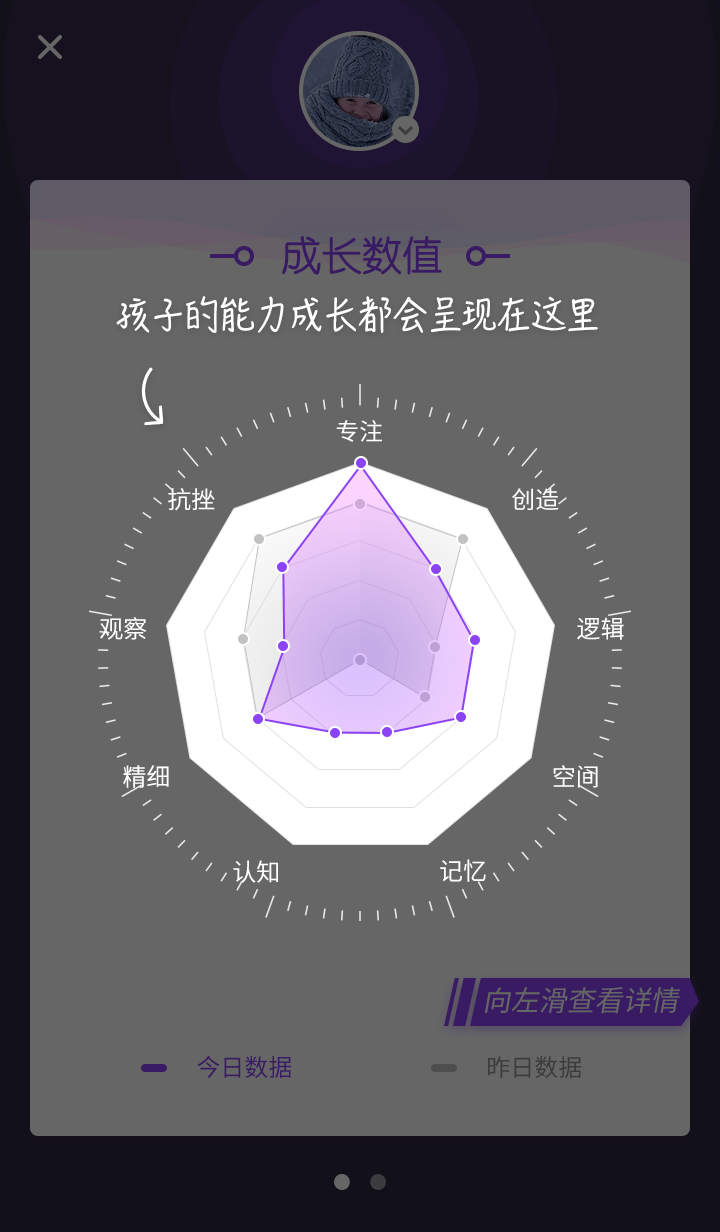 成长数值
孩子的能力成长都会呈现在这里
专注
抗挫
创造
观察
逻辑
精细
空间
认知
记忆
向左滑查看详情
今日数据
昨日数据